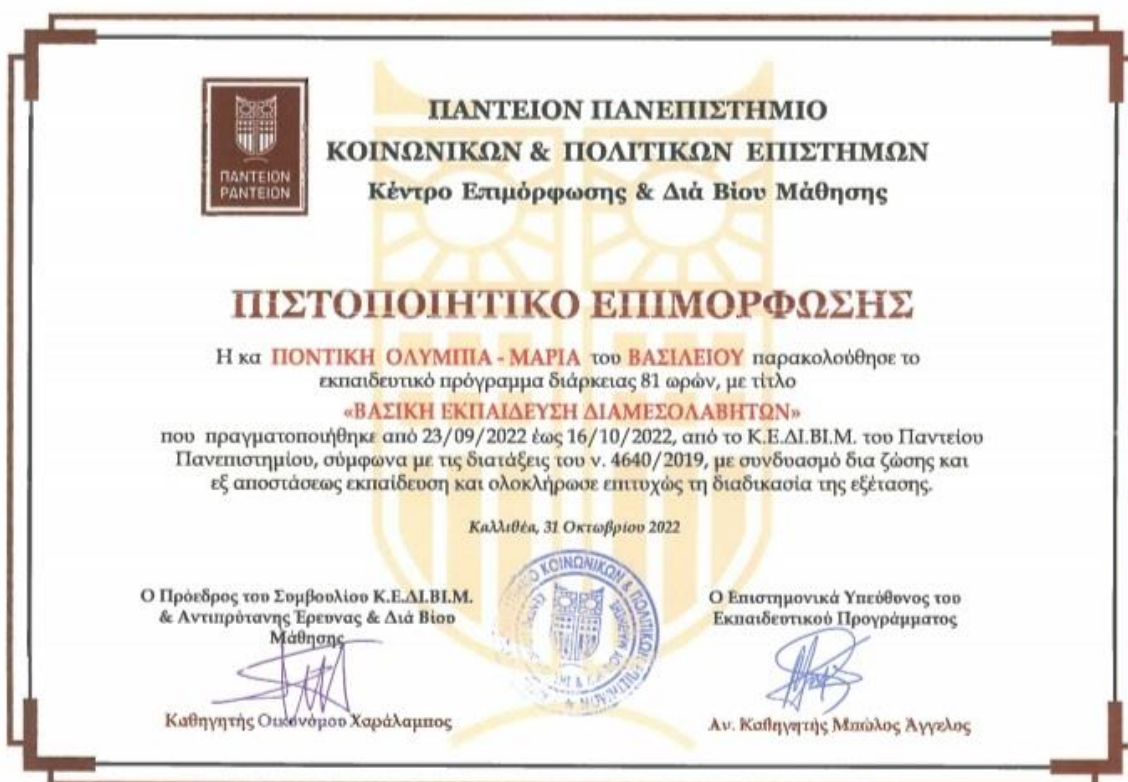 ΠΑΝΤΕΙΟΝ
PANTEION
ΠΑΝΤΕΙΟΝ ΠΑΝΕΠΙΣΤΗΜΙΟ
ΚΟΙΝΩΝΙΚΩΝ & ΠΟΛΙΤΙΚΩΝ ΕΠΙΣΤΗΜΩΝ
Κέντρο Επιμόρφωσης & Διά Βίου Μάθησης
ΠΙΣΤΟΠΟΙΗΤΙΚΟ ΕΠΙΜΟΡΦΩΣΗΣ
Η κα ΠΟΝΤΙΚΗ ΟΛΥΜΠΙΑ - ΜΑΡΙΑ του ΒΑΣΙΛΕΙΟΥ παρακολούθησε το
εκπαιδευτικό πρόγραμμα διάρκειας 81 ωρών, με τίτλο
«ΒΑΣΙΚΗ ΕΚΠΑΙΔΕΥΣΗ ΔΙΑΜΕΣΟΛΑΒΗΤΩΝ»
που πραγματοποιήθηκε από 23/09/2022 έως 16/10/2022, από το Κ.Ε.ΔΙ.ΒΙ.Μ. του Παντείου
Πανεπιστημίου, σύμφωνα με τις διατάξεις του ν. 4640/2019, με συνδυασμό δια ζώσης και
εξ αποστάσεως εκπαίδευση και ολοκλήρωσε επιτυχώς τη διαδικασία της εξέτασης.
Καλλιθέα, 31 Οκτωβρίου 2022
Ο Πρόεδρος του Συμβουλίου Κ.Ε.ΔΙ.ΒΙ.Μ.
& Αντιπρύτανης Έρευνας & Διά Βίου
Μάθησης
Καθηγητής Οικονόμου Χαράλαμπος
ΚΟΙΝΩΝΙΚΩΝ & ΠΟΛΙΤΙΚΩΝ
Ο Επιστημονικά Υπεύθυνος του
Εκπαιδευτικού Προγράμματος
Αν. Καθηγητής Μπώλος Άγγελος